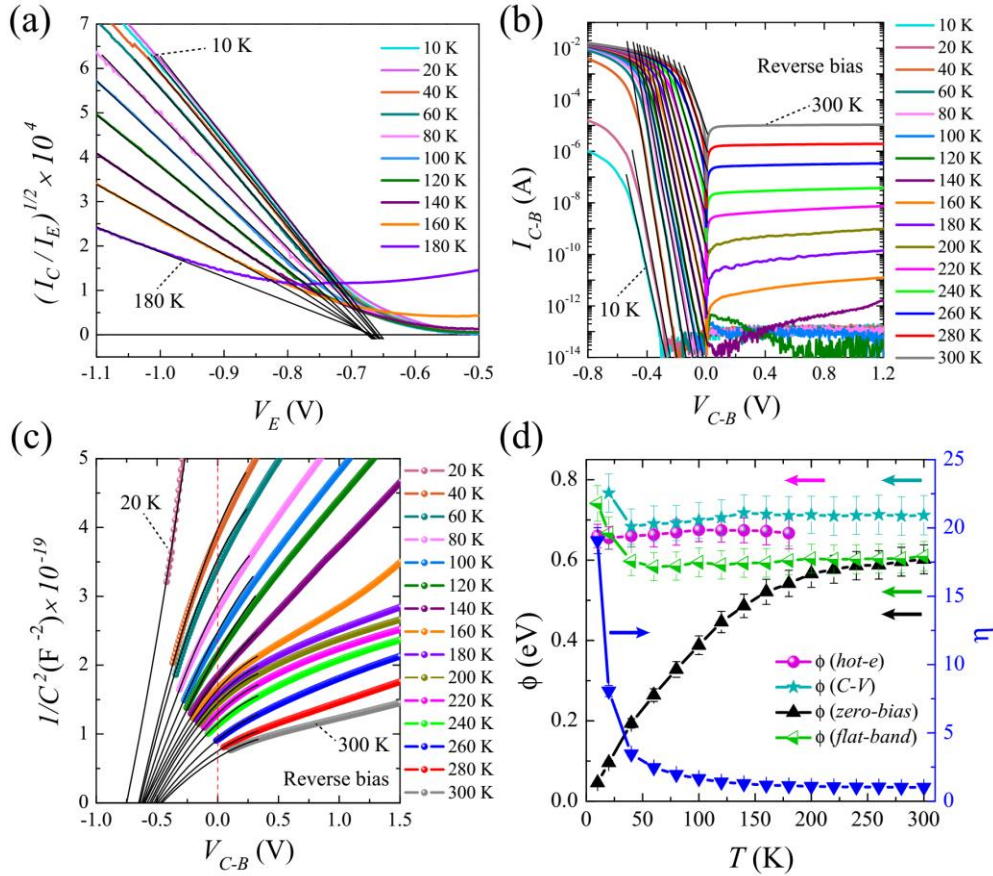 (a)
(I_C / I_E)^{1/2} × 10^4
7
6
5
4
3
2
1
0
-1.1 -1.0 -0.9 -0.8 -0.7 -0.6 -0.5
V_E (V)
10 K
180 K
10 K
20 K
40 K
60 K
80 K
100 K
120 K
140 K
160 K
180 K
(b)
I_{C-B} (A)
10^{-2}
10^{-4}
10^{-6}
10^{-8}
10^{-10}
10^{-12}
10^{-14}
-0.8 -0.4 0.0 0.4 0.8 1.2
V_{C-B} (V)
Reverse bias
300 K
10 K
10 K
20 K
40 K
60 K
80 K
100 K
120 K
140 K
160 K
180 K
200 K
220 K
240 K
260 K
280 K
300 K
(c)
1/C^2 (F^{-2}) × 10^{-19}
5
4
3
2
1
0
-1.0 -0.5 0.0 0.5 1.0 1.5
V_{C-B} (V)
20 K
300 K
Reverse bias
20 K
40 K
60 K
80 K
100 K
120 K
140 K
160 K
180 K
200 K
220 K
240 K
260 K
280 K
300 K
(d)
ϕ (eV)
0.8
0.6
0.4
0.2
0.0
0 50 100 150 200 250 300
T (K)
25
20
15
10
5
0
η
ϕ (hot-e)
ϕ (C-V)
ϕ (zero-bias)
ϕ (flat-band)